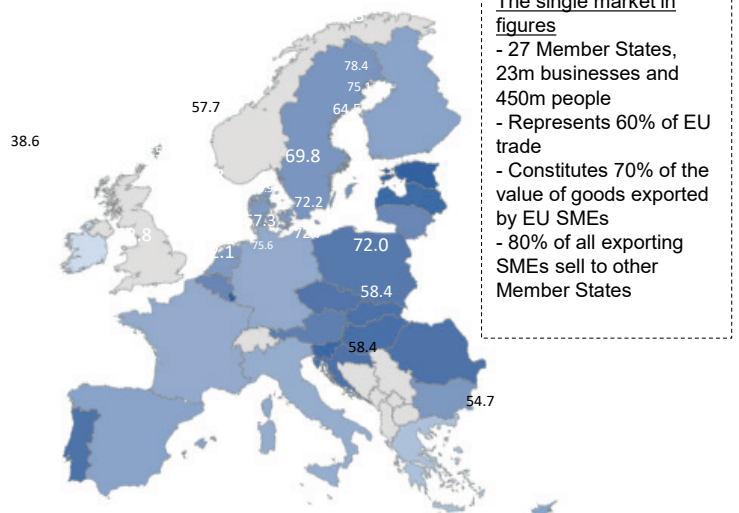 The single market in
figures
- 27 Member States,
23m businesses and
450m people
- Represents 60% of EU
trade
- Constitutes 70% of the
value of goods exported
by EU SMEs
- 80% of all exporting
SMEs sell to other
Member States
78.4
57.7
38.6
69.8
72.2
75.6
72.0
58.4
58.4
54.7